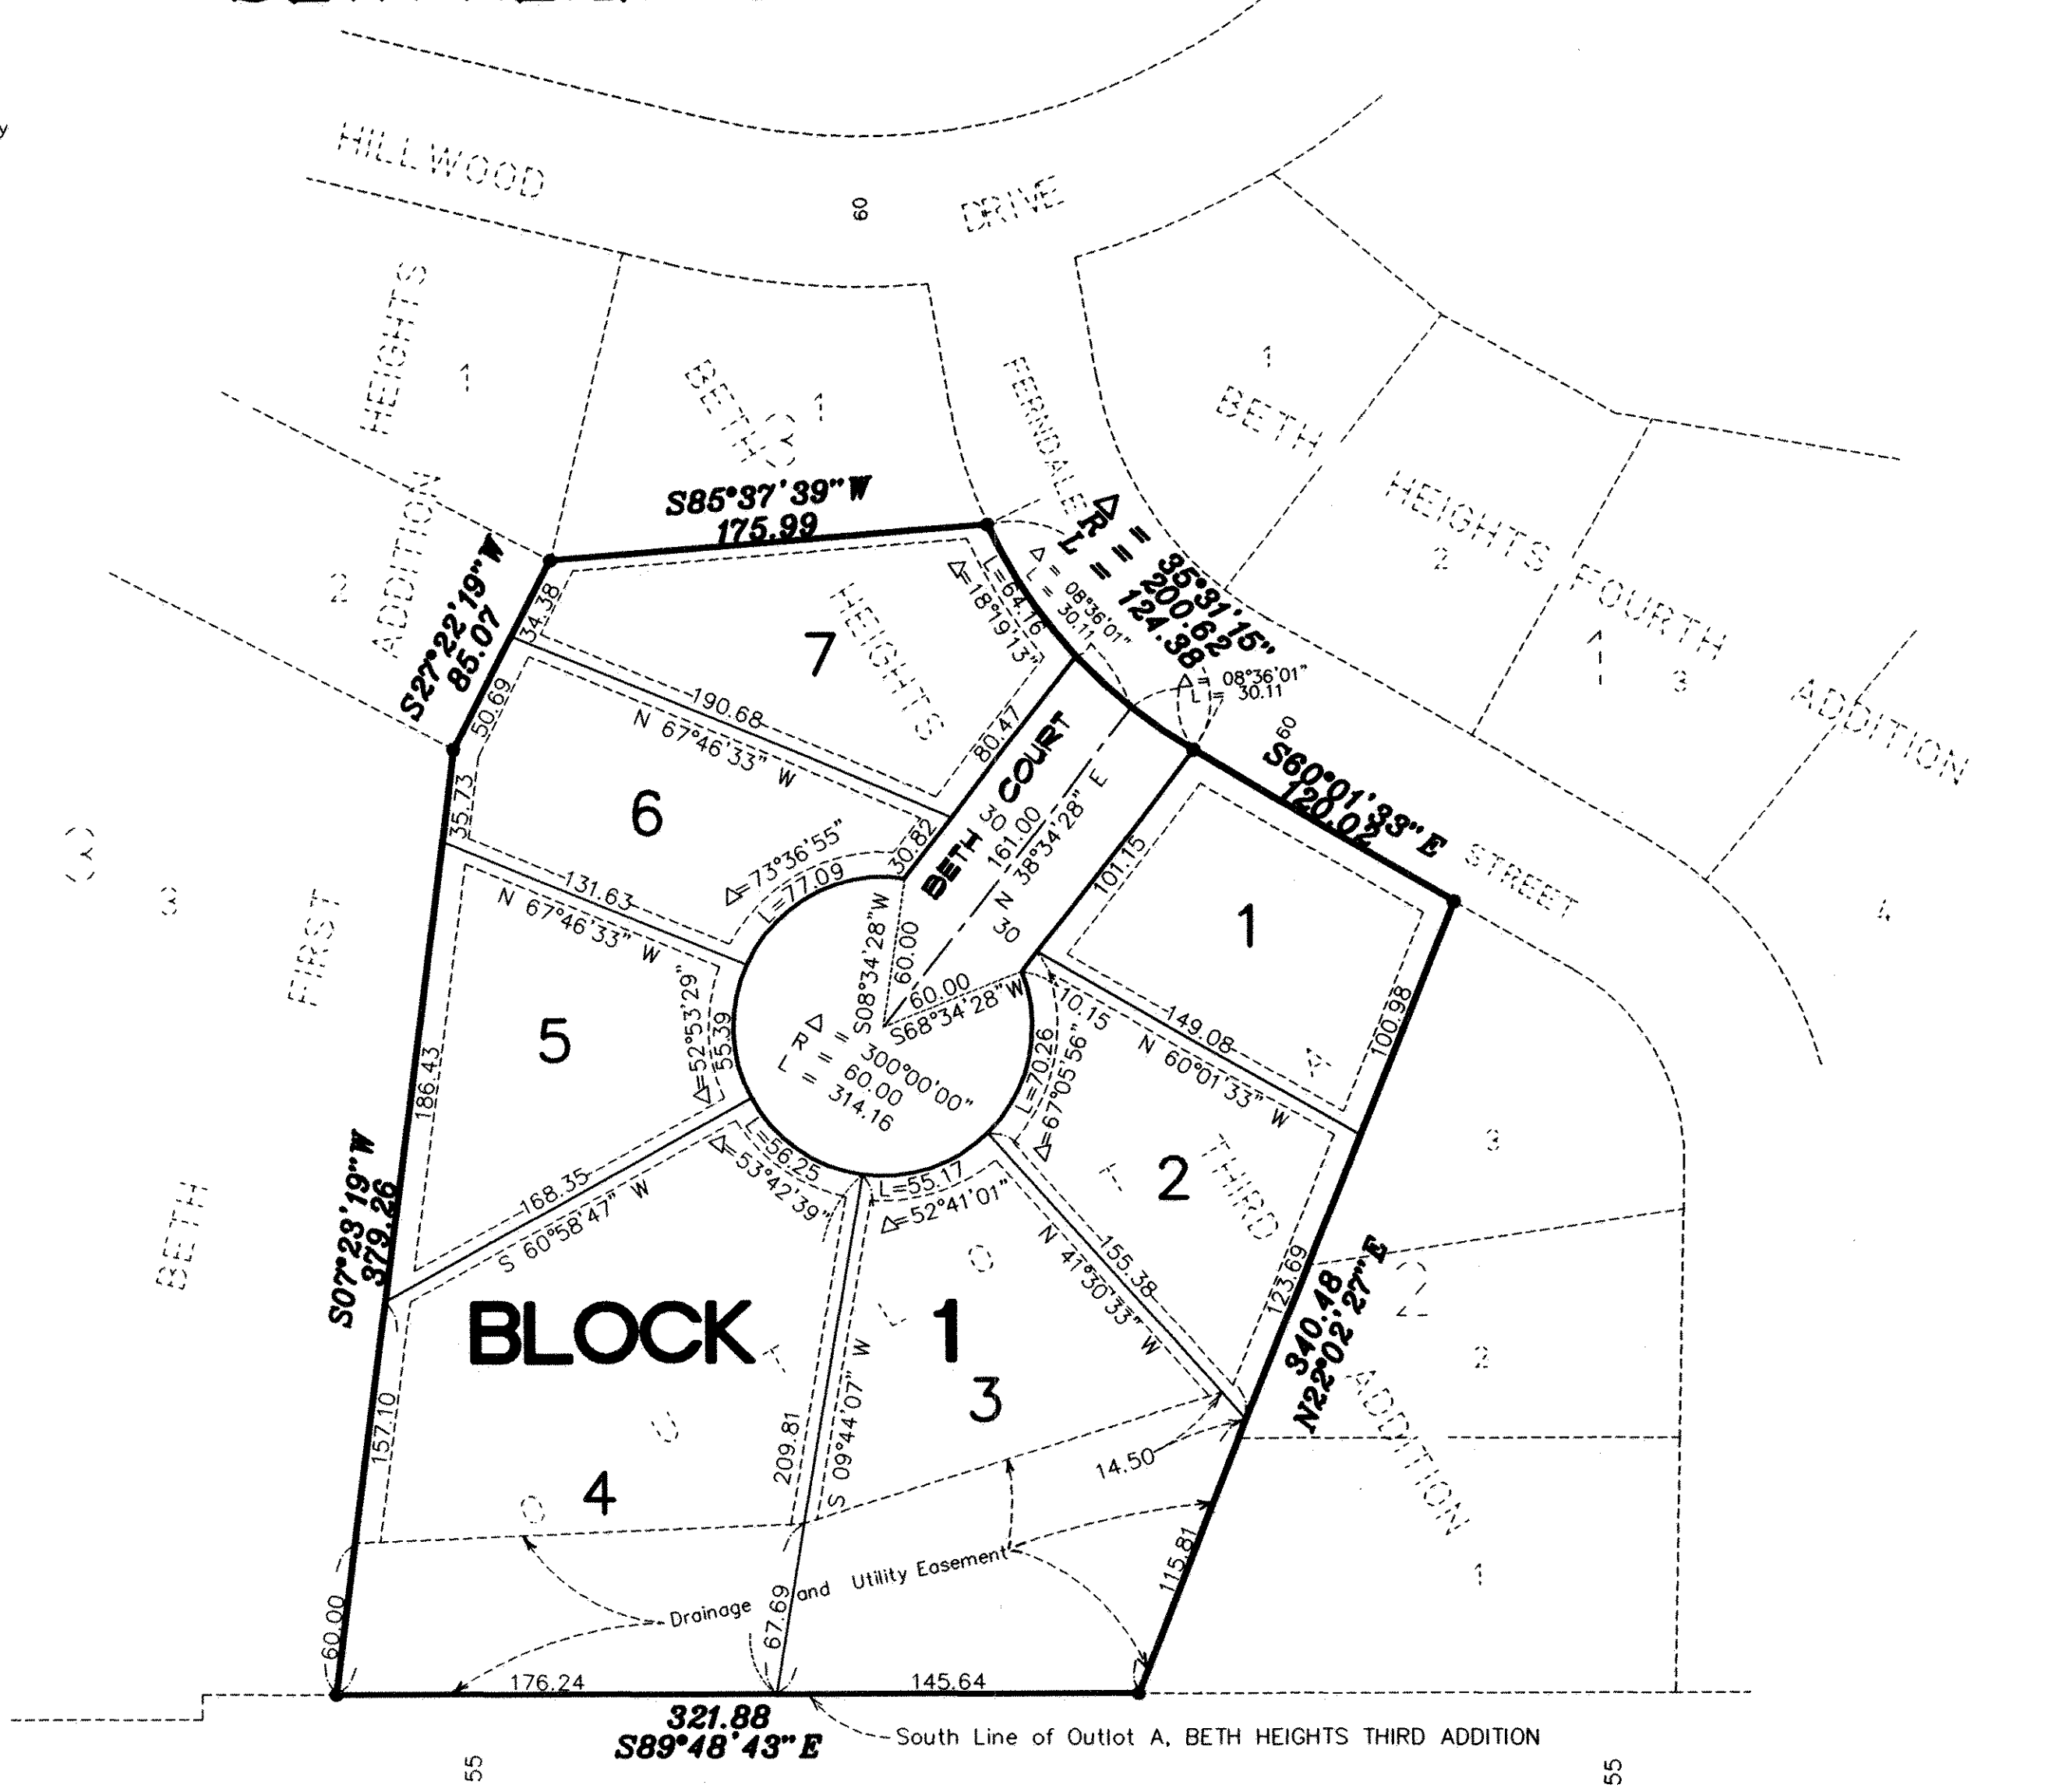 HILLWOOD
DRIVE
60
HEIGHTS
1
BETH
3
1
FERNDALE
1
BETH
HEIGHTS FOURTH
ADDITION
2
1
3
4
ADDITION
2
S85°37'39"W
175.99
Δ = 35°31'15"
R = 200.62
L = 124.38
Δ = 08°36'01"
L = 30.11
Δ = 08°36'01"
L = 30.11
L=64.16
Δ=18°19'13"
S27°22'19"W
85.07
34.38
50.69
7
HEIGHTS
190.68
N 67°46'33" W
80.47
BETH COURT
30
161.00
N 38°34'28" E
30
60
S60°01'33"E
120.02
STREET
35.73
6
Δ=73°36'55"
L=77.09
30.82
101.15
3
3
FIRST
131.63
N 67°46'33" W
S08°34'28"W
60.00
60.00
S68°34'28"W
1
100.98
10.15
149.08
N 60°01'33" W
A
5
Δ=52°53'29"
55.39
Δ = 300°00'00"
R = 60.00
L = 314.16
L=70.26
Δ=67°05'56"
186.43
2
THIRD
T
3
BETH
S07°23'19"W
379.26
168.35
S 60°58'47" W
L=56.25
Δ=53°42'39"
L=55.17
Δ=52°41'01"
O
L
T
U
O
155.38
N 41°30'33" W
123.69
340.48
N22°02'27"E
2
2
ADDITION
BLOCK 1
3
157.10
209.81
S 09°44'07" W
14.50
4
115.81
1
Drainage and Utility Easement
60.00
67.69
176.24
145.64
321.88
S89°48'43"E
South Line of Outlot A, BETH HEIGHTS THIRD ADDITION
55
55